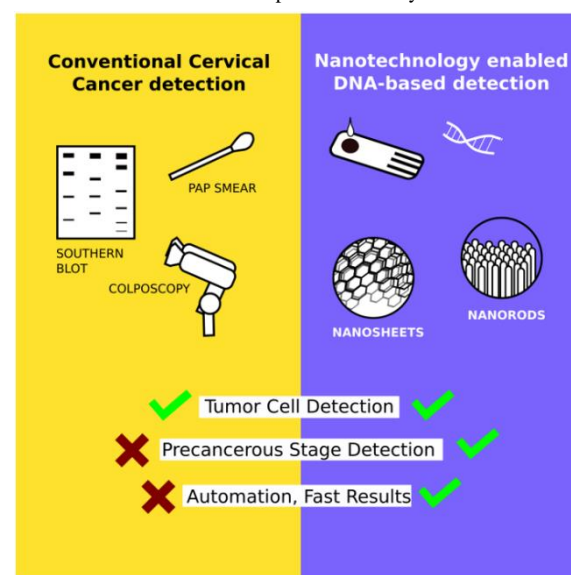 Conventional Cervical
Cancer detection
Nanotechnology enabled
DNA-based detection
PAP SMEAR
SOUTHERN
BLOT
COLPOSCOPY
NANOSHEETS
NANORODS
Tumor Cell Detection
Precancerous Stage Detection
Automation, Fast Results